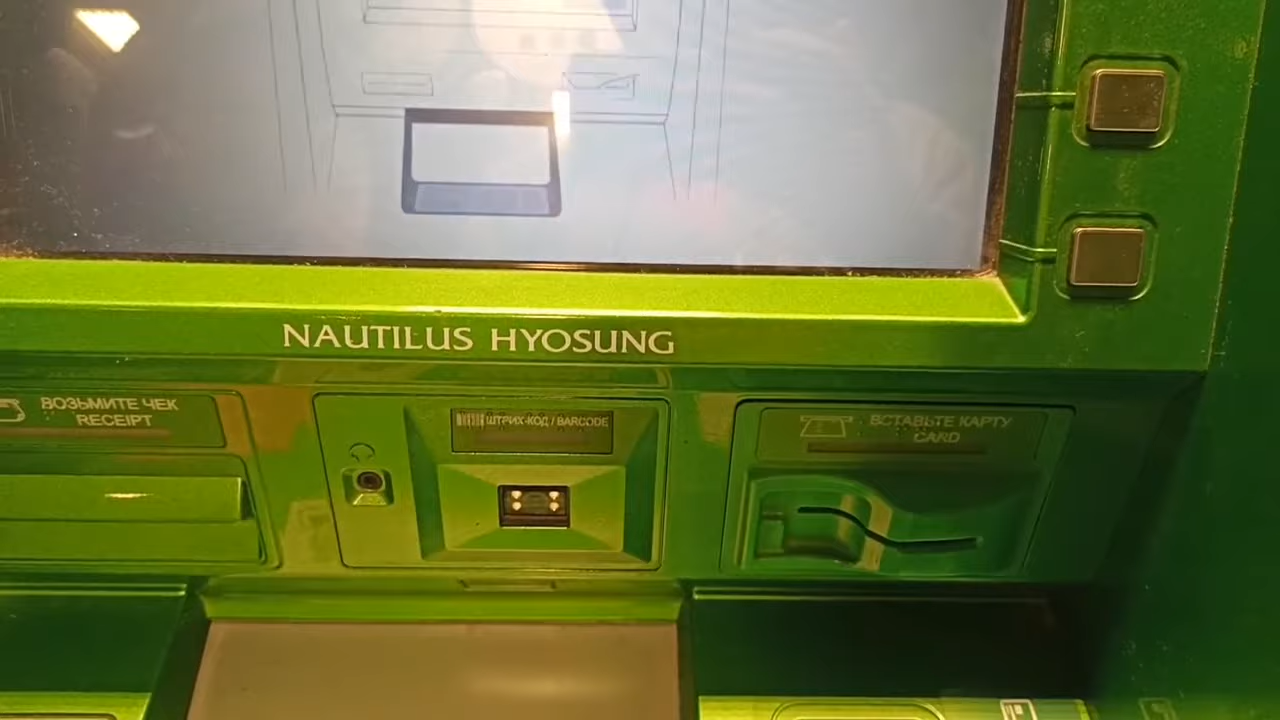 NAUTILUS HYOSUNG
ВОЗЬМИТЕ ЧЕК
RECEIPT
ШТРИХ-КОД / BARCODE
ВСТАВЬТЕ КАРТУ
CARD